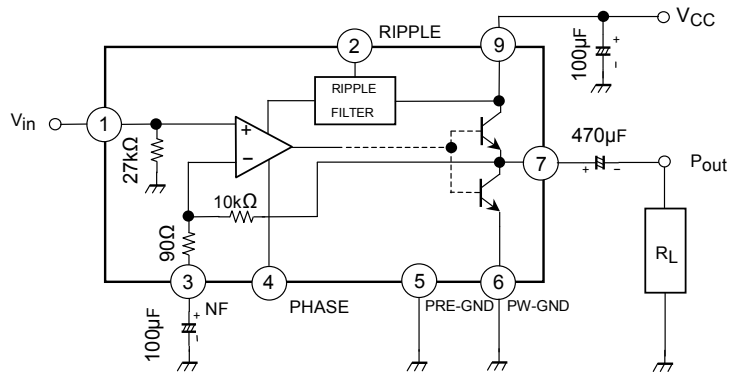 2
RIPPLE
9
VCC
100µF
+
−
RIPPLE
FILTER
Vin
1
27kΩ
+
−
470µF
+
−
7
Pout
10kΩ
90Ω
RL
3
NF
4
PHASE
5
PRE-GND
6
PW-GND
100µF
+
−